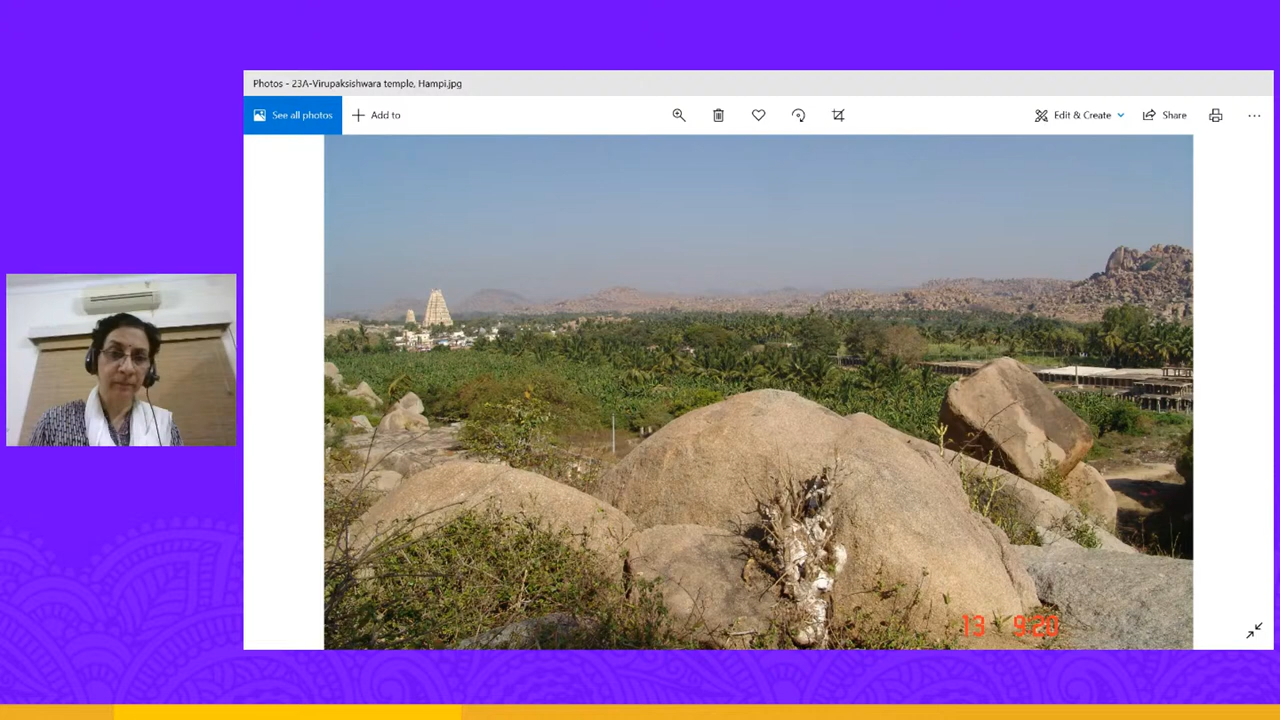 Photos - 23A-Virupaksishwara temple, Hampi.jpg
See all photos
Add to
Edit & Create
Share
13 9:20